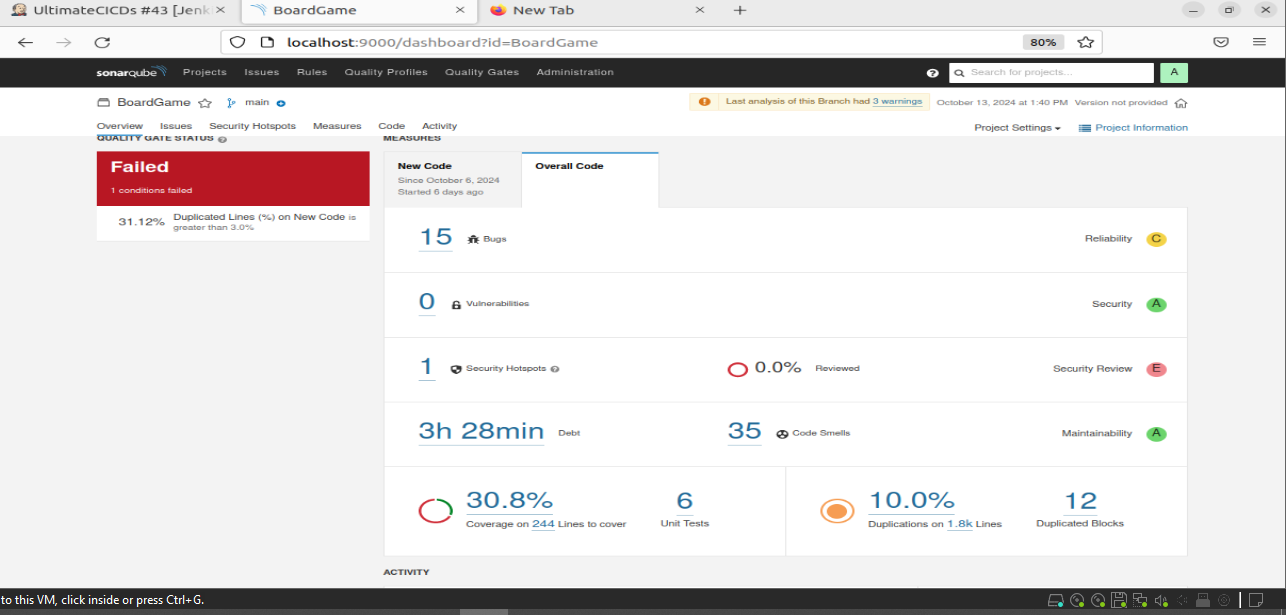 UltimateCICDs #43 [Jenk
BoardGame
New Tab
localhost:9000/dashboard?id=BoardGame
80%
sonarqube Projects Issues Rules Quality Profiles Quality Gates Administration
Search for projects...
A
BoardGame
main
Last analysis of this Branch had 3 warnings
October 13, 2024 at 1:40 PM Version not provided
Overview Issues Security Hotspots Measures Code Activity
Project Settings
Project Information
QUALITY GATE STATUS
MEASURES
Failed
1 conditions failed
31.12% Duplicated Lines (%) on New Code is
greater than 3.0%
New Code
Since October 6, 2024
Started 6 days ago
Overall Code
15 Bugs
Reliability C
0 Vulnerabilities
Security A
1 Security Hotspots
0.0% Reviewed
Security Review E
3h 28min Debt
35 Code Smells
Maintainability A
30.8%
Coverage on 244 Lines to cover
6
Unit Tests
10.0%
Duplications on 1.8k Lines
12
Duplicated Blocks
ACTIVITY
to this VM, click inside or press Ctrl+G.